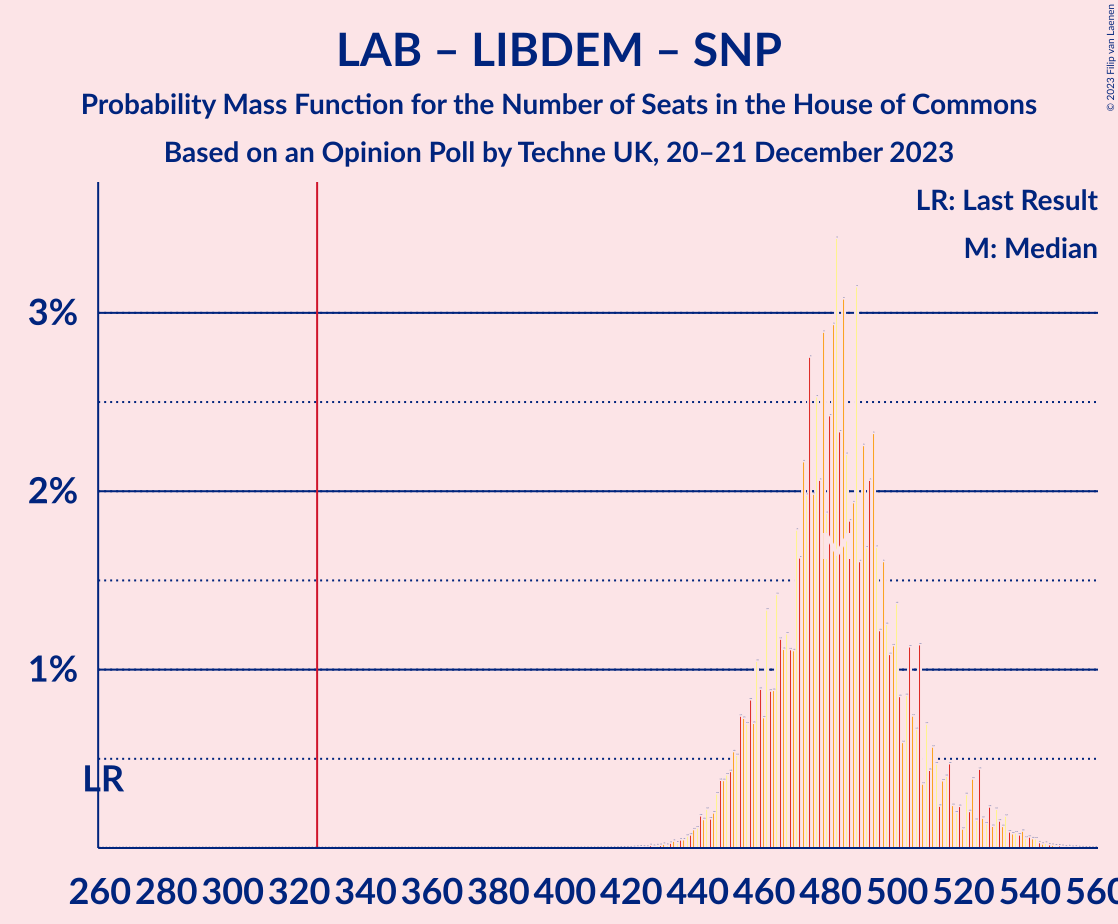 LAB – LIBDEM – SNP
Probability Mass Function for the Number of Seats in the House of Commons
Based on an Opinion Poll by Techne UK, 20–21 December 2023
© 2023 Filip van Laenen
LR: Last Result
M: Median
3%
2%
1%
LR
260 280 300 320 340 360 380 400 420 440 460 480 500 520 540 560